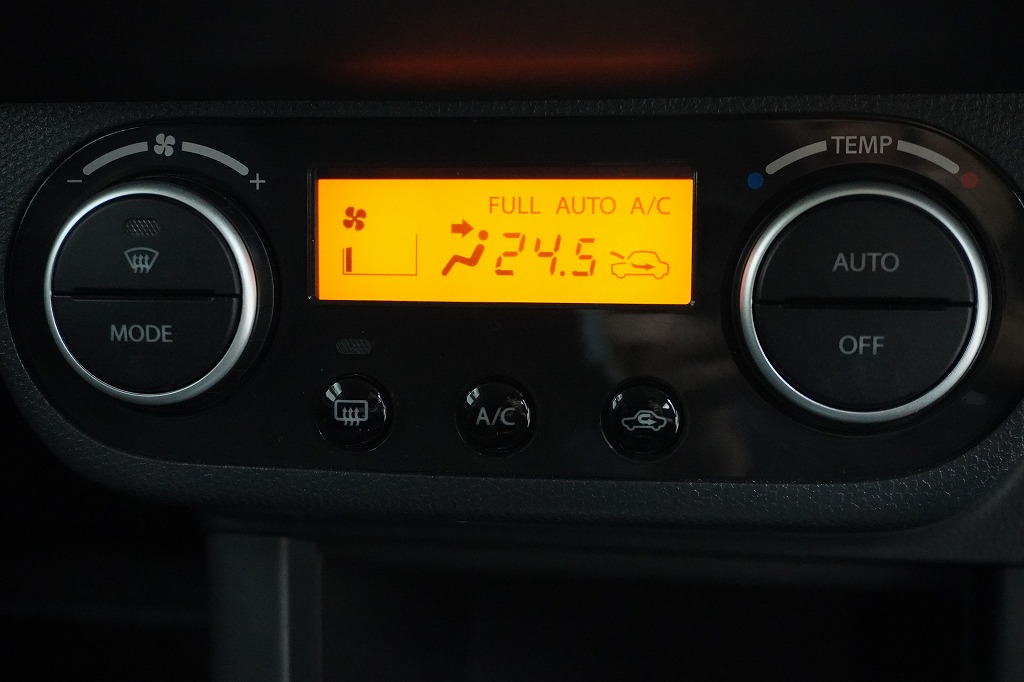 TEMP
− +
FULL AUTO A/C
24.5
AUTO
MODE
OFF
A/C